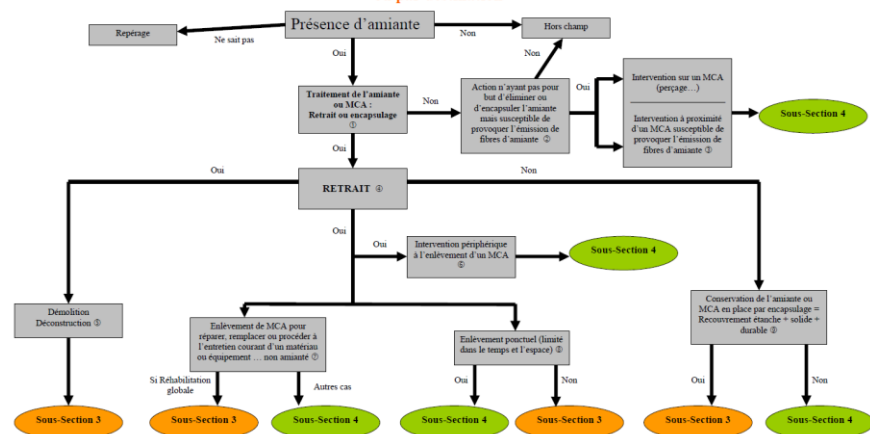 Présence d'amiante
Repérage
Ne sait pas
Non
Hors champ
Oui
Non
Traitement de l'amiante
ou MCA :
Retrait ou encapsulage
①
Non
Action n'ayant pas pour
but d'éliminer ou
d'encapsuler l'amiante
mais susceptible de
provoquer l'émission de
fibres d'amiante ②
Oui
Intervention sur un MCA
(perçage…)
Intervention à proximité
d'un MCA susceptible de
provoquer l'émission de
fibres d'amiante ③
Sous-Section 4
Oui
Oui
RETRAIT ④
Non
Oui
Oui
Intervention périphérique
à l'enlèvement d'un MCA
⑥
Sous-Section 4
Démolition
Déconstruction ⑤
Enlèvement de MCA pour
réparer, remplacer ou procéder à
l'entretien courant d'un matériau
ou équipement … non amianté ⑦
Enlèvement ponctuel (limité
dans le temps et l'espace)
Conservation de l'amiante ou
MCA en place par encapsulage =
Recouvrement étanche + solide +
durable
Si Réhabilitation
globale
Autres cas
Oui
Non
Oui
Non
Sous-Section 3
Sous-Section 3
Sous-Section 4
Sous-Section 4
Sous-Section 3
Sous-Section 3
Sous-Section 4